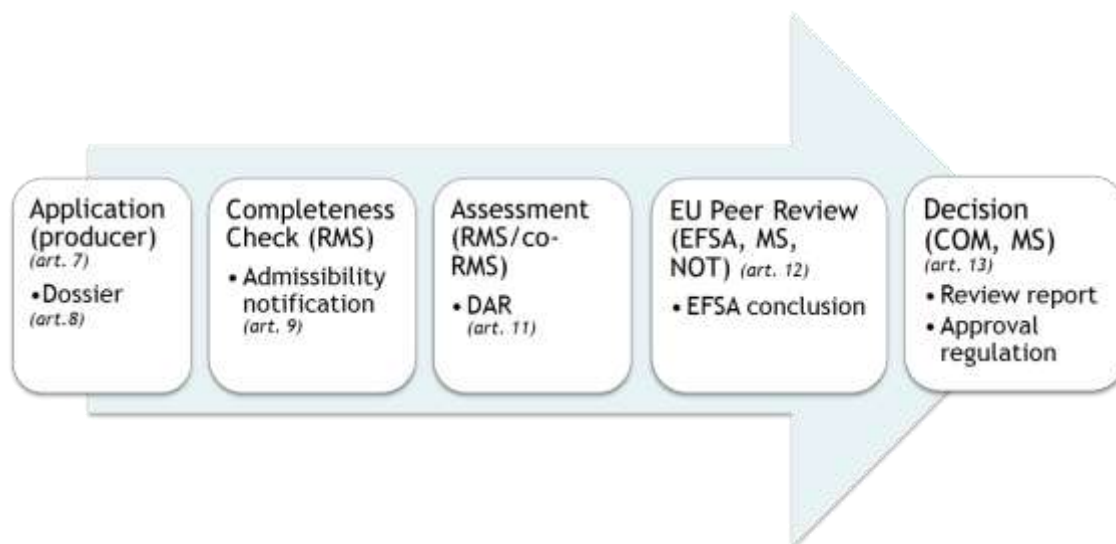 Application
(producer)
(art. 7)
•Dossier
(art.8)
Completeness
Check (RMS)
• Admissibility
notification
(art. 9)
Assessment
(RMS/co-
RMS)
• DAR
(art. 11)
EU Peer Review
(EFSA, MS,
NOT) (art. 12)
• EFSA conclusion
Decision
(COM, MS)
(art. 13)
• Review report
• Approval
regulation